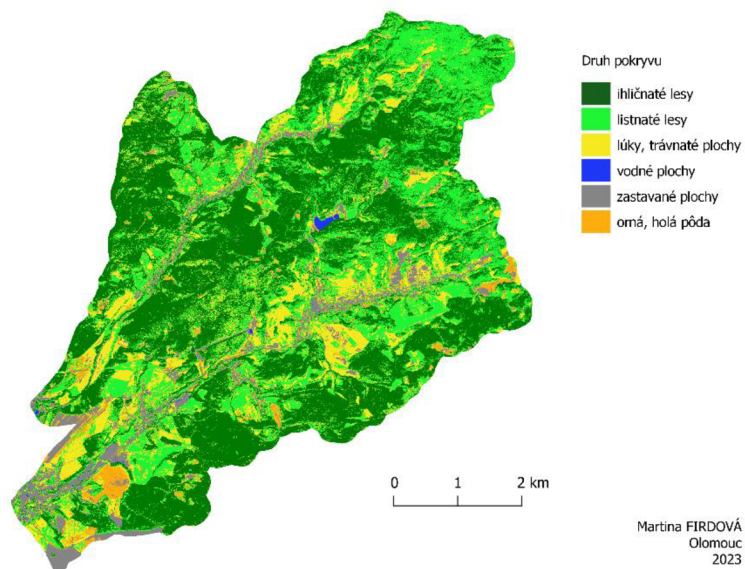 Druh pokryvu
ihličnaté lesy
listnaté lesy
lúky, trávnaté plochy
vodné plochy
zastavané plochy
orná, holá pôda
0 1 2 km
Martina FIRDOVÁ
Olomouc
2023